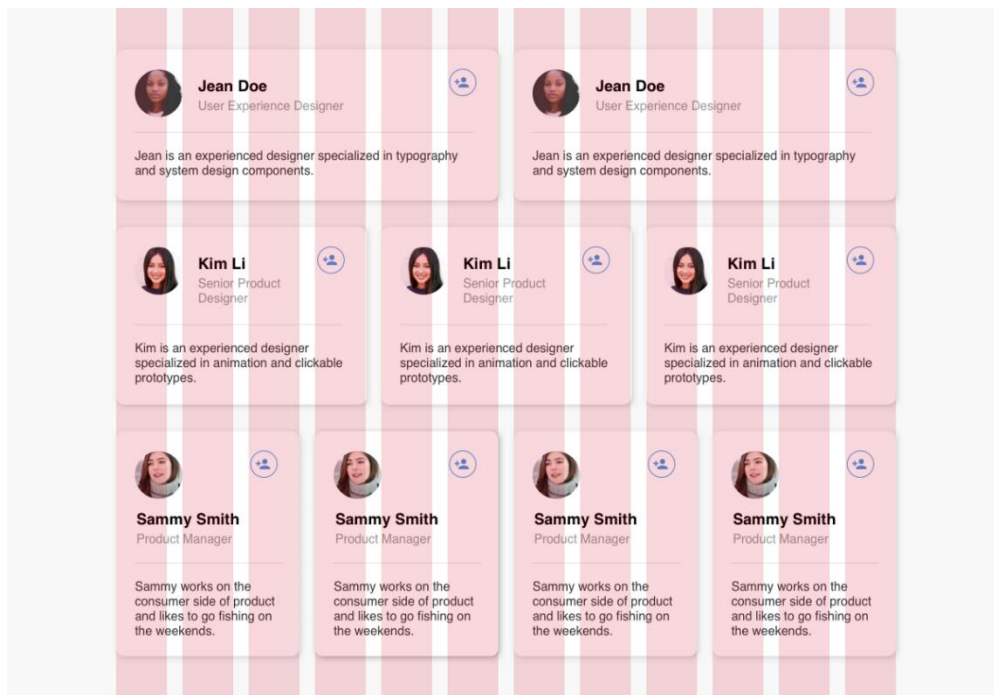 Jean Doe
User Experience Designer
Jean is an experienced designer specialized in typography
and system design components.
Jean Doe
User Experience Designer
Jean is an experienced designer specialized in typography
and system design components.
Kim Li
Senior Product
Designer
Kim is an experienced designer
specialized in animation and clickable
prototypes.
Kim Li
Senior Product
Designer
Kim is an experienced designer
specialized in animation and clickable
prototypes.
Kim Li
Senior Product
Designer
Kim is an experienced designer
specialized in animation and clickable
prototypes.
Sammy Smith
Product Manager
Sammy works on the
consumer side of product
and likes to go fishing on
the weekends.
Sammy Smith
Product Manager
Sammy works on the
consumer side of product
and likes to go fishing on
the weekends.
Sammy Smith
Product Manager
Sammy works on the
consumer side of product
and likes to go fishing on
the weekends.
Sammy Smith
Product Manager
Sammy works on the
consumer side of product
and likes to go fishing on
the weekends.